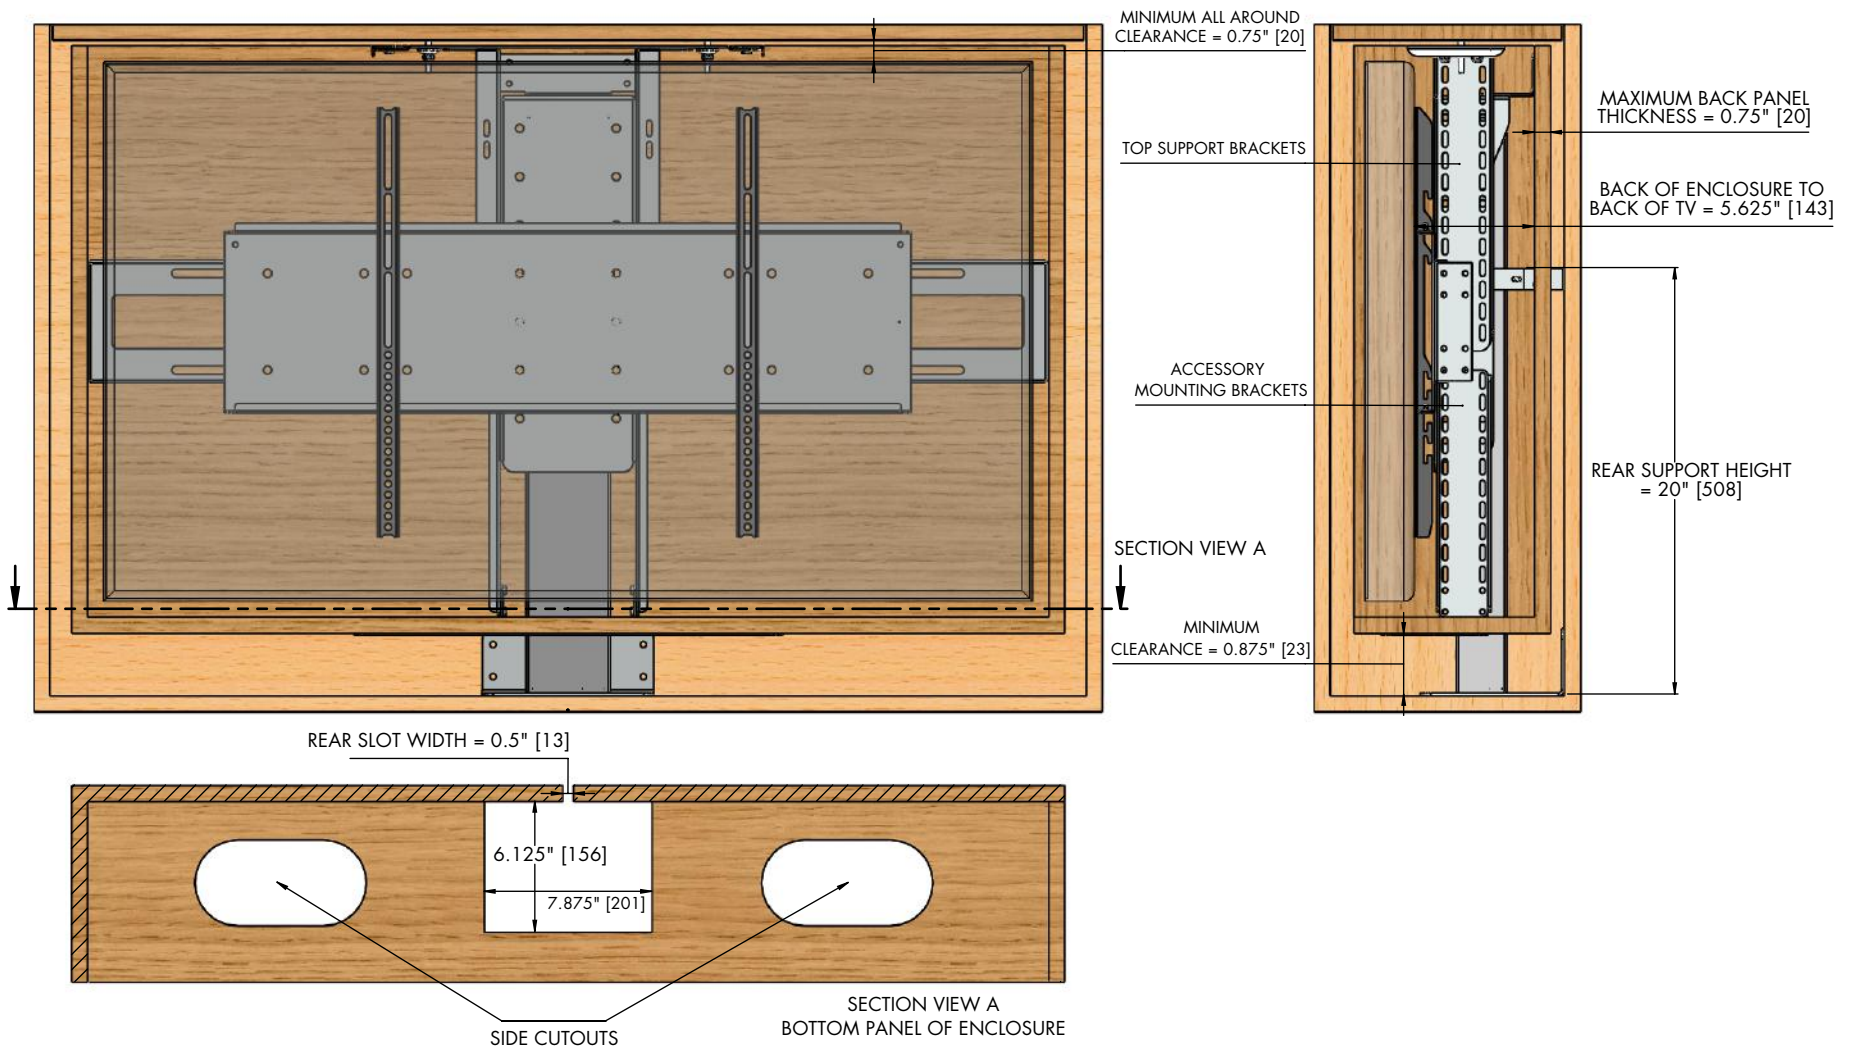 MINIMUM ALL AROUND
CLEARANCE = 0.75" [20]
MAXIMUM BACK PANEL
THICKNESS = 0.75" [20]
TOP SUPPORT BRACKETS
BACK OF ENCLOSURE TO
BACK OF TV = 5.625" [143]
ACCESSORY
MOUNTING BRACKETS
REAR SUPPORT HEIGHT
= 20" [508]
SECTION VIEW A
MINIMUM
CLEARANCE = 0.875" [23]
REAR SLOT WIDTH = 0.5" [13]
6.125" [156]
7.875" [201]
SIDE CUTOUTS
SECTION VIEW A
BOTTOM PANEL OF ENCLOSURE